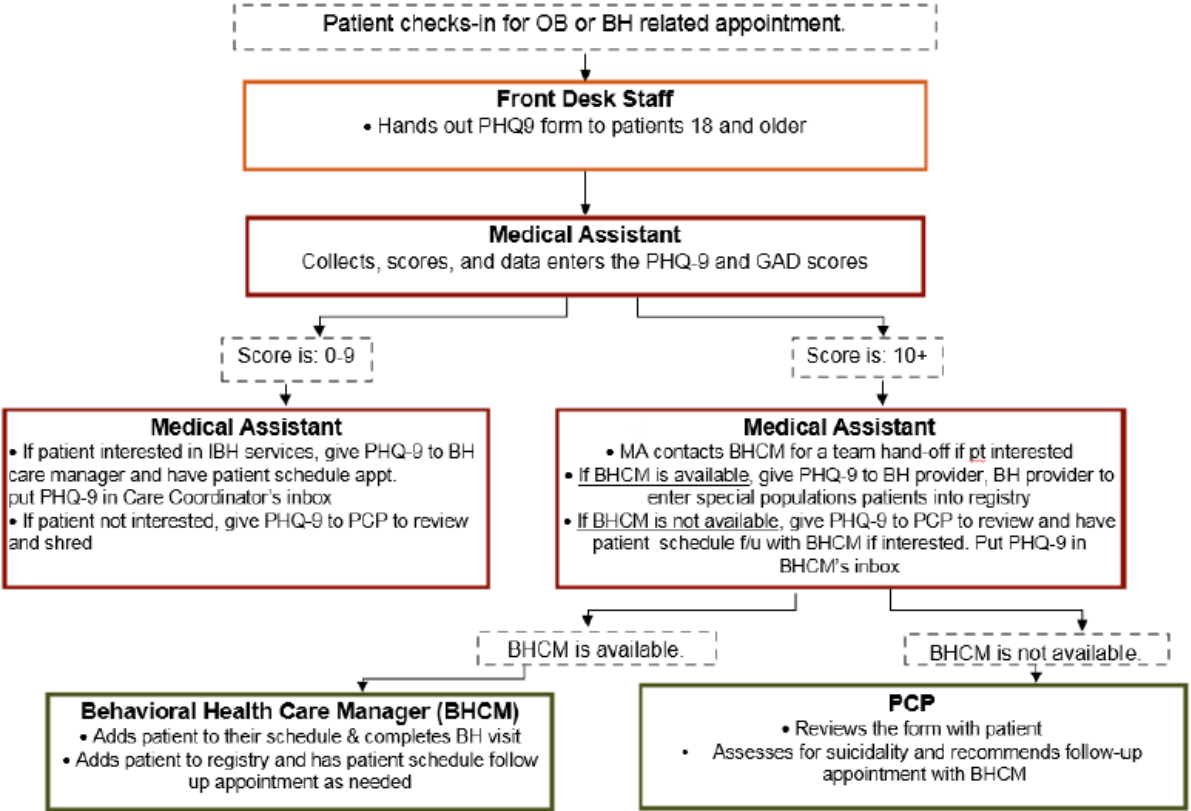 Patient checks-in for OB or BH related appointment.
Front Desk Staff
• Hands out PHQ9 form to patients 18 and older
Medical Assistant
Collects, scores, and data enters the PHQ-9 and GAD scores
Score is: 0-9
Score is: 10+
Medical Assistant
• If patient interested in IBH services, give PHQ-9 to BH
care manager and have patient schedule appt.
put PHQ-9 in Care Coordinator's inbox
• If patient not interested, give PHQ-9 to PCP to review
and shred
Medical Assistant
• MA contacts BHCM for a team hand-off if pt interested
• If BHCM is available, give PHQ-9 to BH provider, BH provider to
enter special populations patients into registry
• If BHCM is not available, give PHQ-9 to PCP to review and have
patient schedule f/u with BHCM if interested. Put PHQ-9 in
BHCM's inbox
BHCM is available.
BHCM is not available.
Behavioral Health Care Manager (BHCM)
• Adds patient to their schedule & completes BH visit
• Adds patient to registry and has patient schedule follow
up appointment as needed
PCP
• Reviews the form with patient
• Assesses for suicidality and recommends follow-up
appointment with BHCM